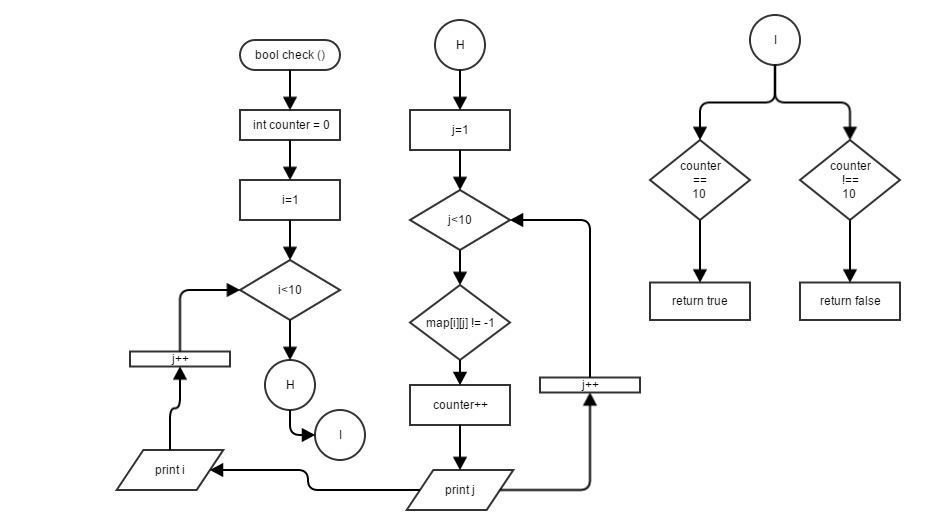 bool check ()
int counter = 0
i=1
i<10
j++
H
I
print i
H
j=1
j<10
map[i][j] != -1
counter++
j++
print j
I
counter
==
10
counter
!==
10
return true
return false